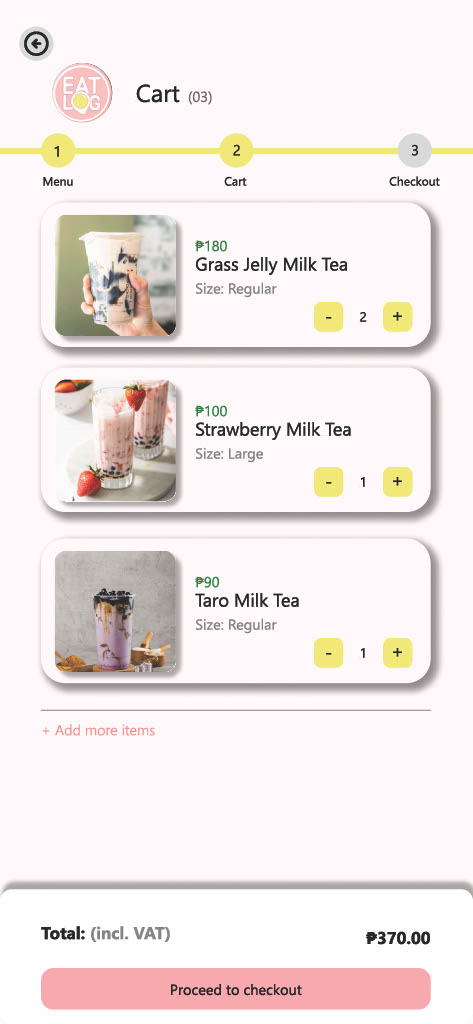 EAT
LOG
Cart (03)
1 2 3
Menu Cart Checkout
₱180
Grass Jelly Milk Tea
Size: Regular
- 2 +
₱100
Strawberry Milk Tea
Size: Large
- 1 +
₱90
Taro Milk Tea
Size: Regular
- 1 +
+ Add more items
Total: (incl. VAT) ₱370.00
Proceed to checkout